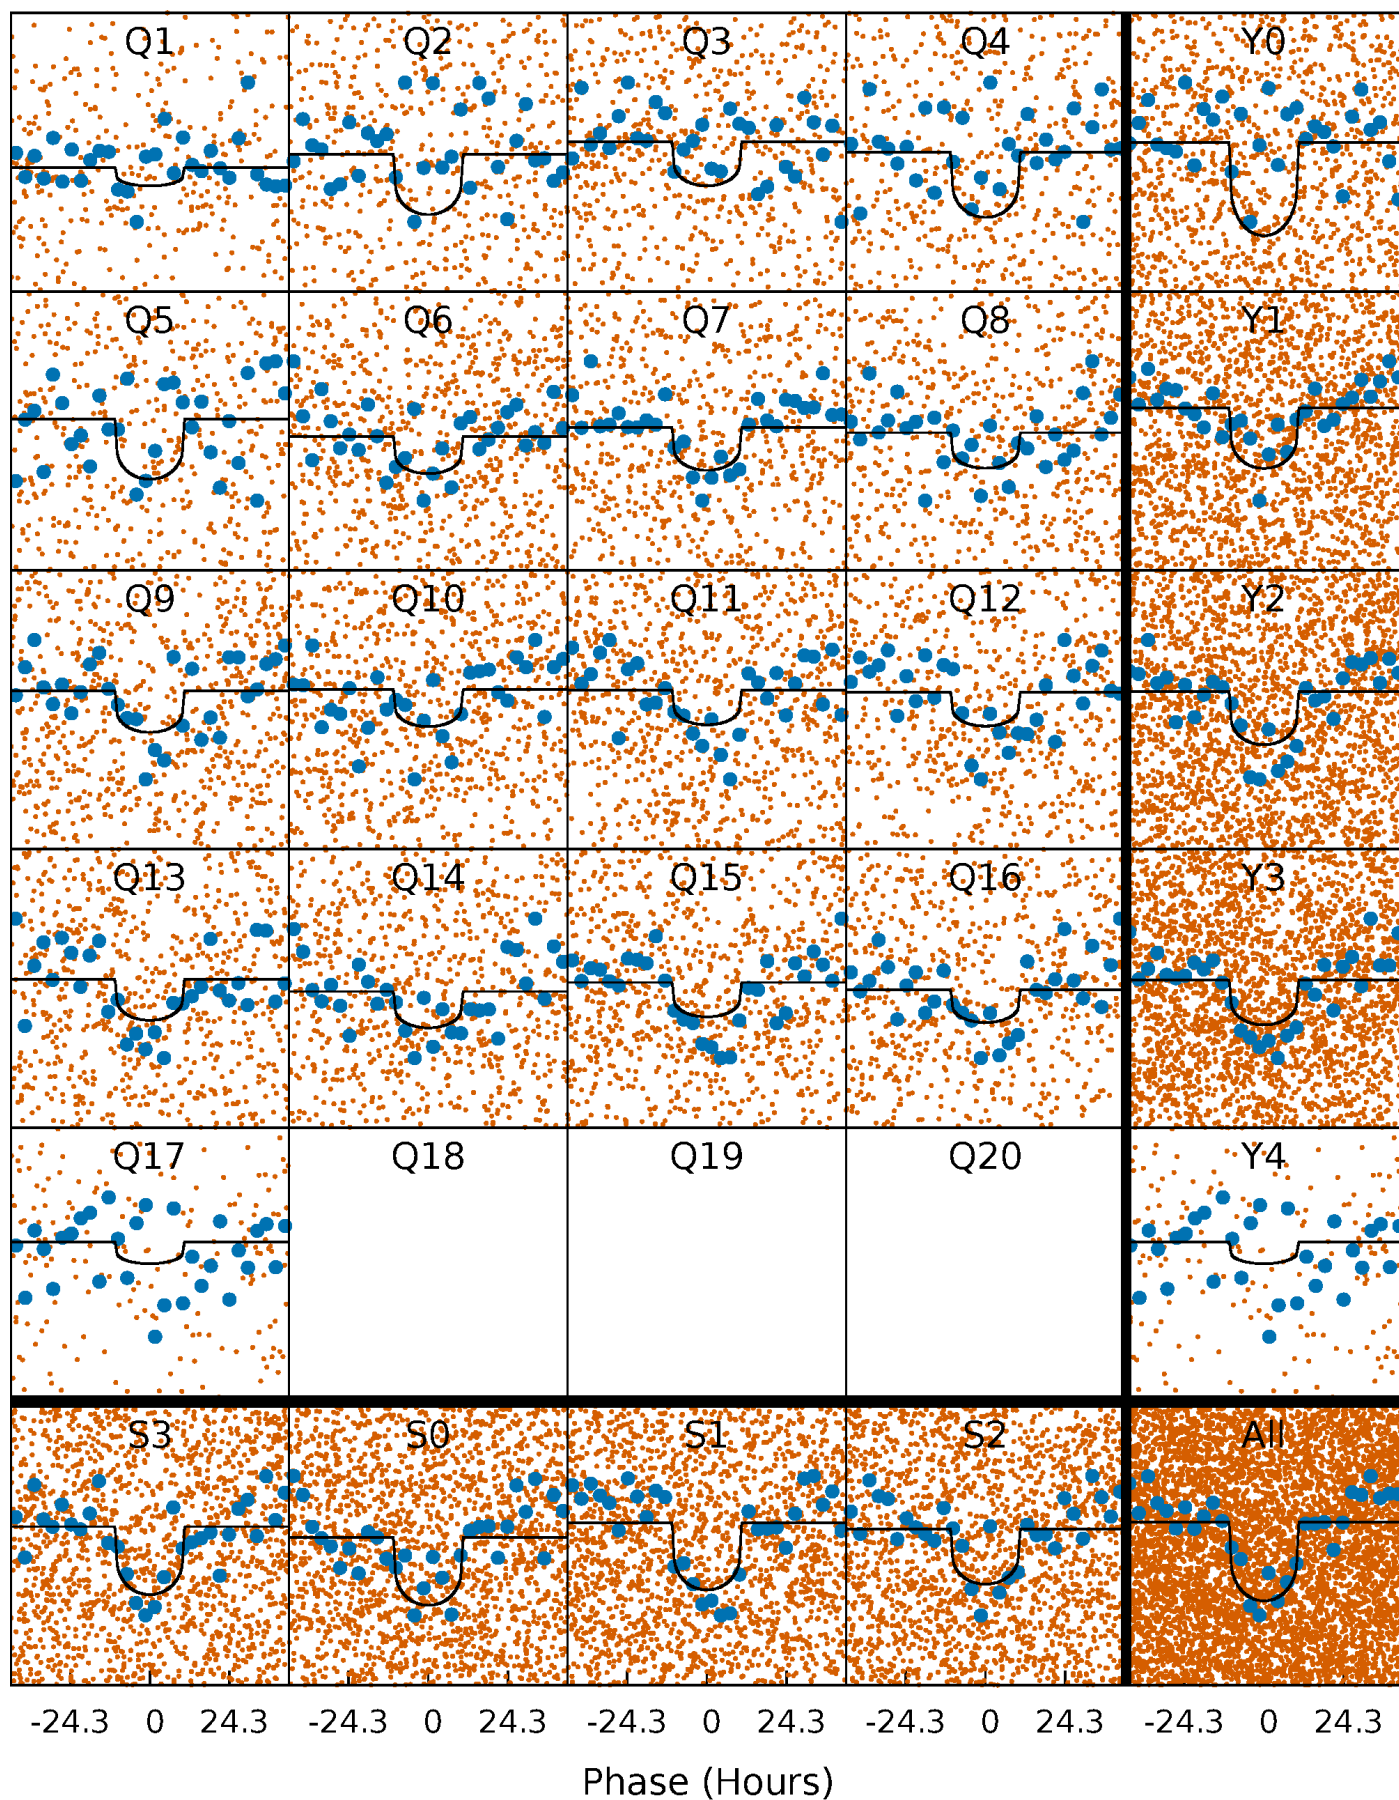 Q1 Q2 Q3 Q4 Y0
Q5 Q6 Q7 Q8 Y1
Q9 Q10 Q11 Q12 Y2
Q13 Q14 Q15 Q16 Y3
Q17 Q18 Q19 Q20 Y4
S3 S0 S1 S2 All
-24.3 0 24.3 -24.3 0 24.3 -24.3 0 24.3 -24.3 0 24.3 -24.3 0 24.3
Phase (Hours)